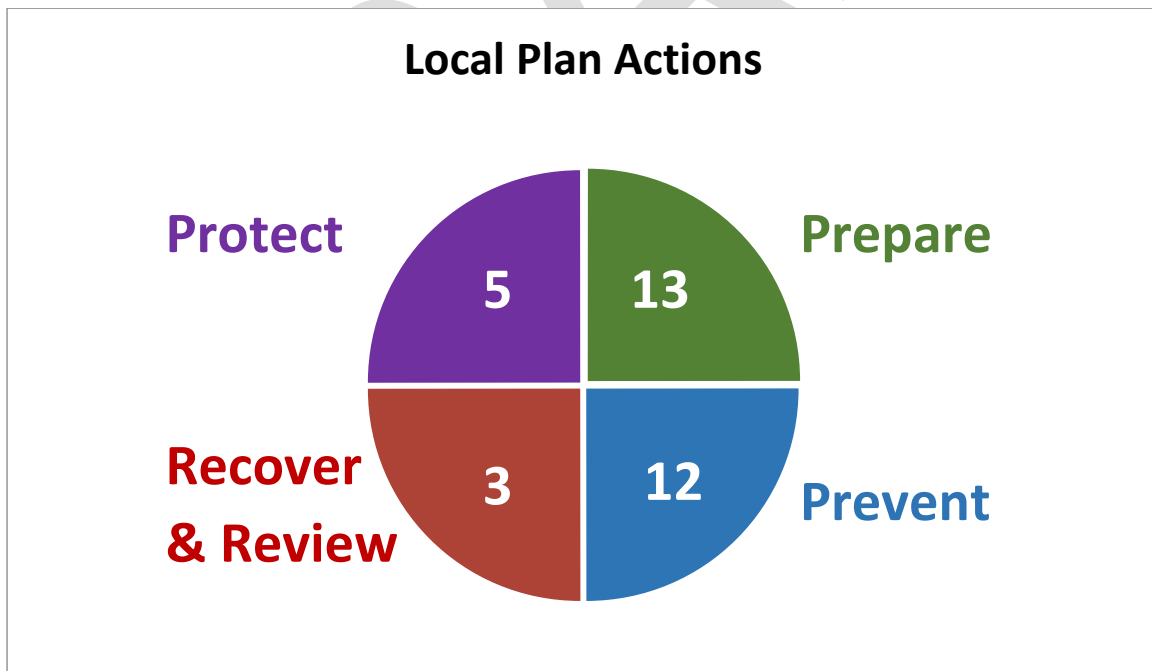 Local Plan Actions
Protect
Prepare
5
13
Recover
& Review
3
12
Prevent